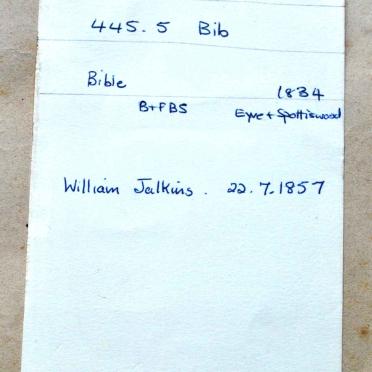 445.5 Bib
Bible 1834
B+FBS Eyre+Spottiswood
William Jalkins. 22.7.1857